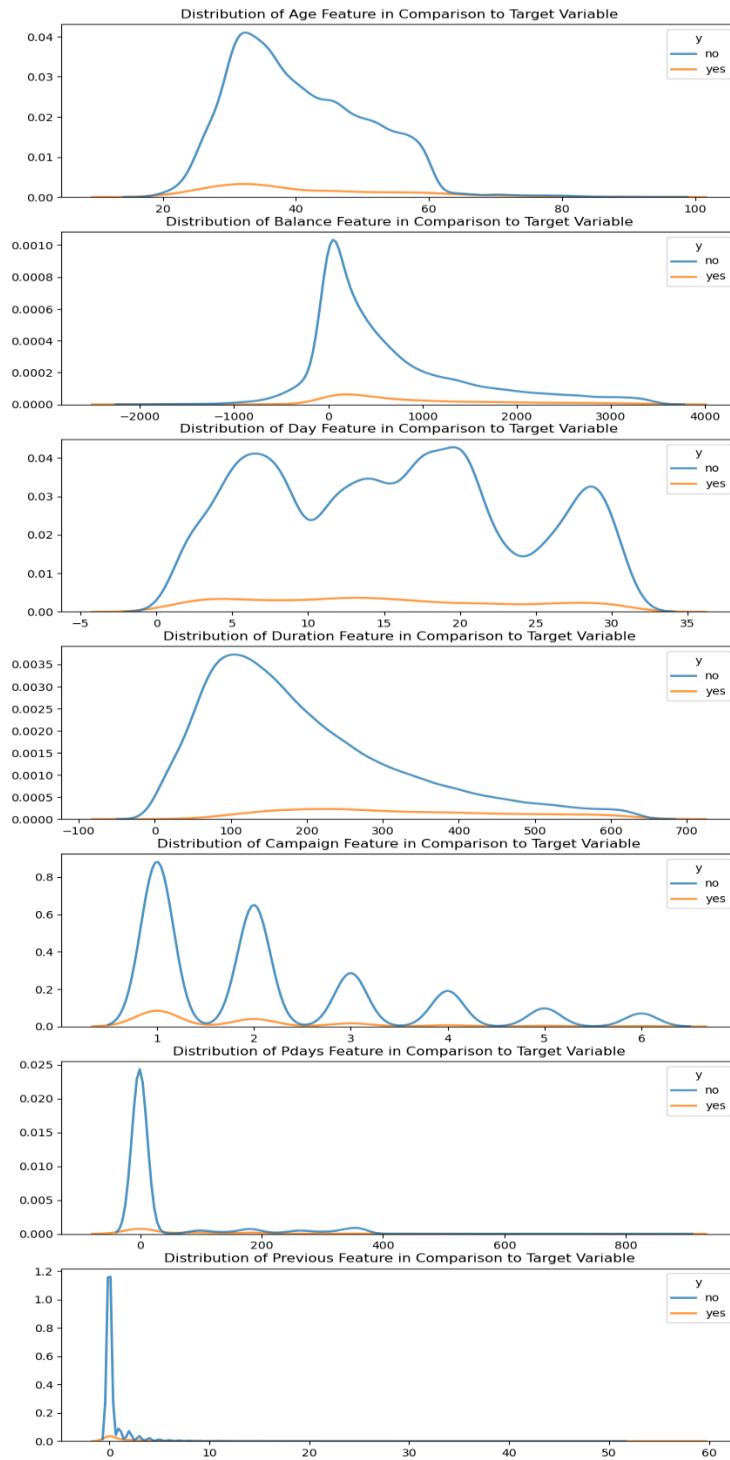 Distribution of Age Feature in Comparison to Target Variable
0.04
0.03
0.02
0.01
0.00
y
no
yes
20 40 60 80 100
Distribution of Balance Feature in Comparison to Target Variable
0.0010
0.0008
0.0006
0.0004
0.0002
0.0000
y
no
yes
−2000 −1000 0 1000 2000 3000 4000
Distribution of Day Feature in Comparison to Target Variable
0.04
0.03
0.02
0.01
0.00
y
no
yes
−5 0 5 10 15 20 25 30 35
Distribution of Duration Feature in Comparison to Target Variable
0.0035
0.0030
0.0025
0.0020
0.0015
0.0010
0.0005
0.0000
y
no
yes
−100 0 100 200 300 400 500 600 700
Distribution of Campaign Feature in Comparison to Target Variable
0.8
0.6
0.4
0.2
0.0
y
no
yes
1 2 3 4 5 6
Distribution of Pdays Feature in Comparison to Target Variable
0.025
0.020
0.015
0.010
0.005
0.000
y
no
yes
0 200 400 600 800
Distribution of Previous Feature in Comparison to Target Variable
1.2
1.0
0.8
0.6
0.4
0.2
0.0
y
no
yes
0 10 20 30 40 50 60